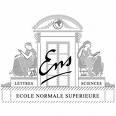 Ens
LETTRES SCIENCES
ECOLE NORMALE SUPERIEURE